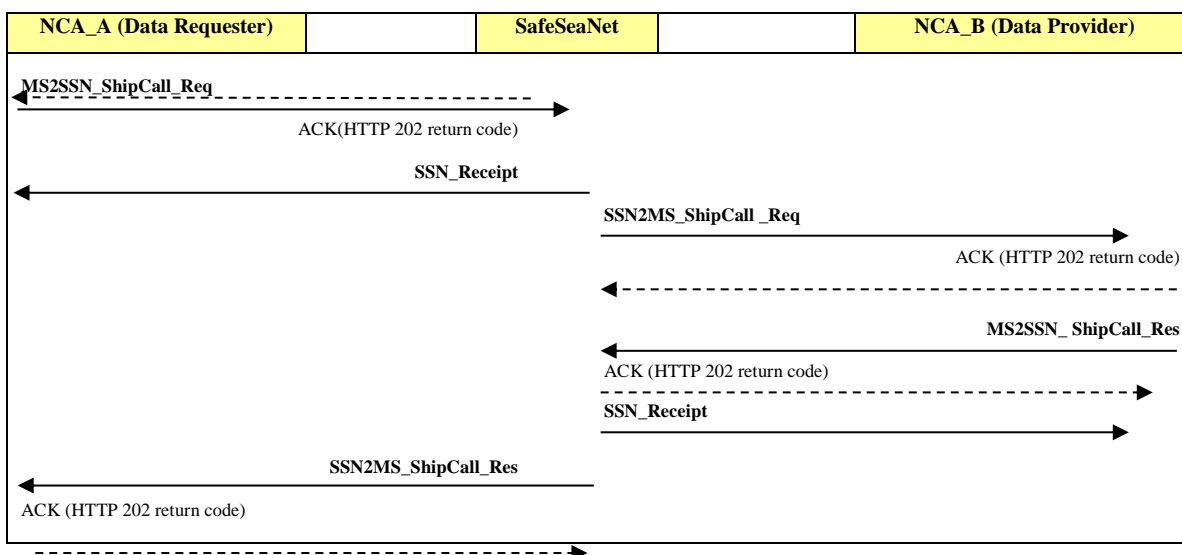 NCA_A (Data Requester)
SafeSeaNet
NCA_B (Data Provider)
MS2SSN_ShipCall_Req
ACK(HTTP 202 return code)
SSN_Receipt
SSN2MS_ShipCall _Req
ACK (HTTP 202 return code)
MS2SSN_ ShipCall_Res
ACK (HTTP 202 return code)
SSN_Receipt
SSN2MS_ShipCall_Res
ACK (HTTP 202 return code)